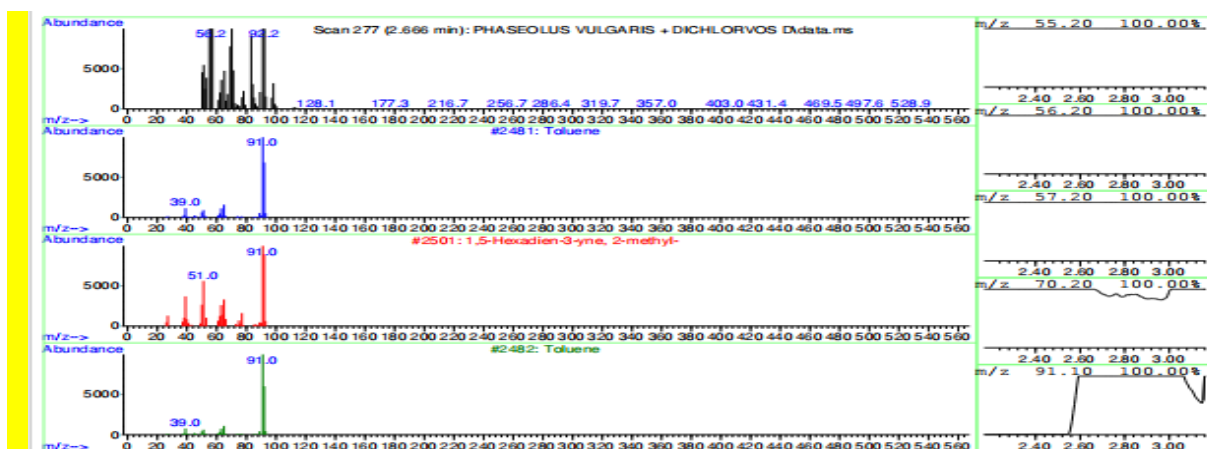 Abundance
Scan 277 (2.666 min): PHASEOLUS VULGARIS + DICHLORVOS D\data.ms
56.2 92.2
5000
128.1 177.3 216.7 256.7 286.4 319.7 357.0 403.0 431.4 469.5 497.6 528.9
0
m/z--> 0 20 40 60 80 100 120 140 160 180 200 220 240 260 280 300 320 340 360 380 400 420 440 460 480 500 520 540 560
Abundance
#2481: Toluene
91.0
5000
39.0
0
m/z--> 0 20 40 60 80 100 120 140 160 180 200 220 240 260 280 300 320 340 360 380 400 420 440 460 480 500 520 540 560
Abundance
#2501: 1,5-Hexadien-3-yne, 2-methyl-
91.0
51.0
5000
0
m/z--> 0 20 40 60 80 100 120 140 160 180 200 220 240 260 280 300 320 340 360 380 400 420 440 460 480 500 520 540 560
Abundance
#2482: Toluene
91.0
5000
39.0
0
m/z--> 0 20 40 60 80 100 120 140 160 180 200 220 240 260 280 300 320 340 360 380 400 420 440 460 480 500 520 540 560
m/z 55.20 100.00%
2.40 2.60 2.80 3.00
m/z 56.20 100.00%
2.40 2.60 2.80 3.00
m/z 57.20 100.00%
2.40 2.60 2.80 3.00
m/z 70.20 100.00%
2.40 2.60 2.80 3.00
m/z 91.10 100.00%
2.40 2.60 2.80 3.00